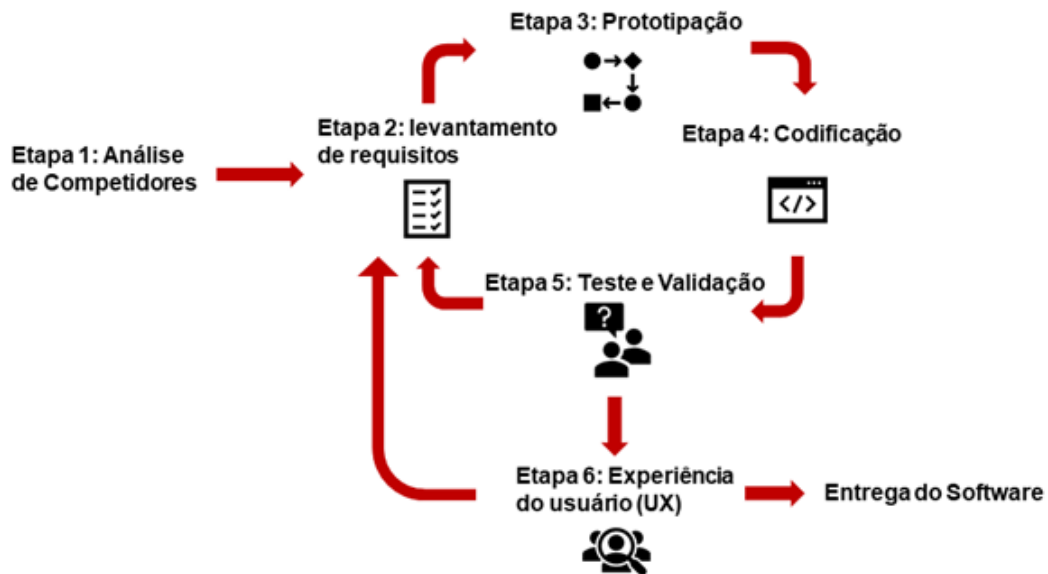 Etapa 3: Prototipação
Etapa 2: levantamento
de requisitos
Etapa 4: Codificação
Etapa 1: Análise
de Competidores
</>
Etapa 5: Teste e Validação
?
Etapa 6: Experiência
do usuário (UX)
Entrega do Software